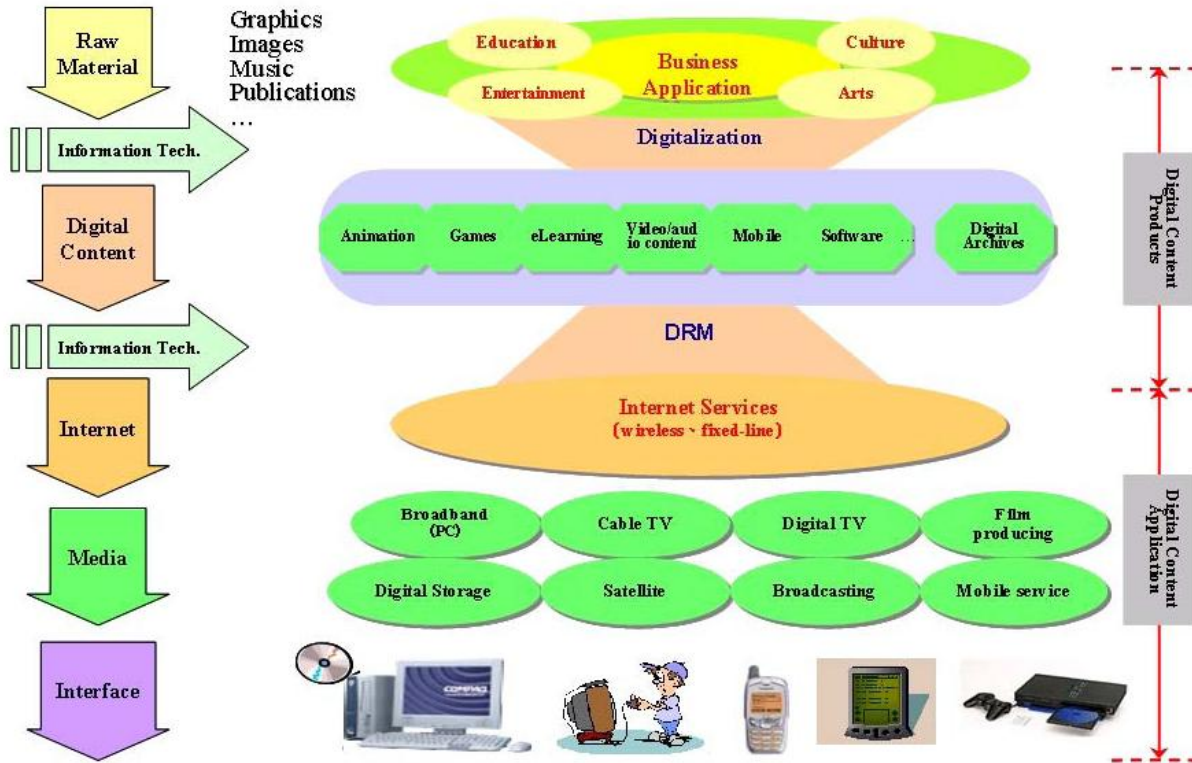 Raw
Material
Graphics
Images
Music
Publications
...
Education
Culture
Business
Application
Entertainment
Arts
Information Tech.
Digitalization
Digital
Content
Animation
Games
eLearning
Video/aud
io content
Mobile
Software
...
Digital
Archives
Digital Content
Products
Information Tech.
DRM
Internet
Internet Services
(wireless、fixed-line)
Media
Broadband
(PC)
Cable TV
Digital TV
Fflm
producing
Digital Storage
Satellite
Broadcasting
Mobile service
Digital Content
Application
Interface
COMPAQ